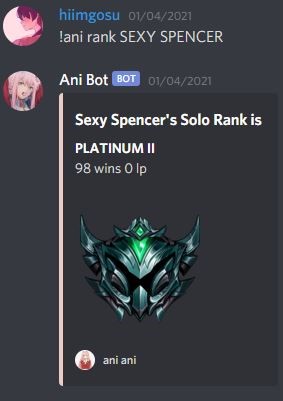 hiimgosu 01/04/2021
!ani rank SEXY SPENCER
Ani Bot BOT 01/04/2021
Sexy Spencer's Solo Rank is
PLATINUM II
98 wins 0 lp
ani ani